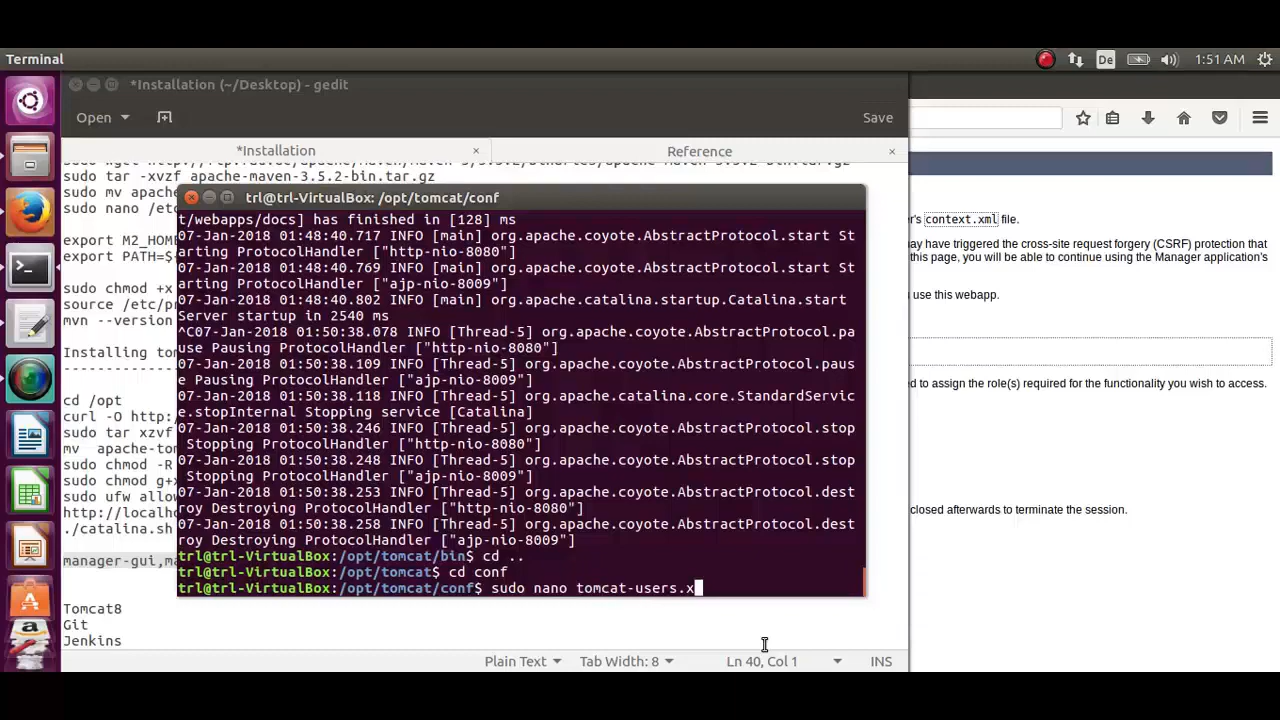 Terminal
De
1:51 AM
*Installation (~/Desktop) - gedit
Open
Save
*Installation
×
Reference
×
sudo tar -xvzf apache-maven-3.5.2-bin.tar.gz
sudo mv apache
sudo nano /etc
export M2_HOM
export PATH=$
sudo chmod +x
source /etc/pr
mvn --version
Installing tom
cd /opt
curl -O http:
sudo tar xzvf
mv apache-tom
sudo chmod -R
sudo chmod g+
sudo ufw allow
http://localho
./catalina.sh
manager-gui,ma
Tomcat8
Git
Jenkins
trl@trl-VirtualBox: /opt/tomcat/conf
t/webapps/docs] has finished in [128] ms
07-Jan-2018 01:48:40.717 INFO [main] org.apache.coyote.AbstractProtocol.start St
arting ProtocolHandler ["http-nio-8080"]
07-Jan-2018 01:48:40.769 INFO [main] org.apache.coyote.AbstractProtocol.start St
arting ProtocolHandler ["ajp-nio-8009"]
07-Jan-2018 01:48:40.802 INFO [main] org.apache.catalina.startup.Catalina.start
Server startup in 2540 ms
^C07-Jan-2018 01:50:38.078 INFO [Thread-5] org.apache.coyote.AbstractProtocol.pa
use Pausing ProtocolHandler ["http-nio-8080"]
07-Jan-2018 01:50:38.109 INFO [Thread-5] org.apache.coyote.AbstractProtocol.paus
e Pausing ProtocolHandler ["ajp-nio-8009"]
07-Jan-2018 01:50:38.118 INFO [Thread-5] org.apache.catalina.core.StandardServic
e.stopInternal Stopping service [Catalina]
07-Jan-2018 01:50:38.246 INFO [Thread-5] org.apache.coyote.AbstractProtocol.stop
Stopping ProtocolHandler ["http-nio-8080"]
07-Jan-2018 01:50:38.248 INFO [Thread-5] org.apache.coyote.AbstractProtocol.stop
Stopping ProtocolHandler ["ajp-nio-8009"]
07-Jan-2018 01:50:38.253 INFO [Thread-5] org.apache.coyote.AbstractProtocol.dest
roy Destroying ProtocolHandler ["http-nio-8080"]
07-Jan-2018 01:50:38.258 INFO [Thread-5] org.apache.coyote.AbstractProtocol.dest
roy Destroying ProtocolHandler ["ajp-nio-8009"]
trl@trl-VirtualBox:/opt/tomcat/bin$ cd ..
trl@trl-VirtualBox:/opt/tomcat$ cd conf
trl@trl-VirtualBox:/opt/tomcat/conf$ sudo nano tomcat-users.x
er's context.xml file.
nay have triggered the cross-site request forgery (CSRF) protection that
this page, you will be able to continue using the Manager application's
use this webapp.
ed to assign the role(s) required for the functionality you wish to access.
closed afterwards to terminate the session.
Plain Text
Tab Width: 8
Ln 40, Col 1
INS